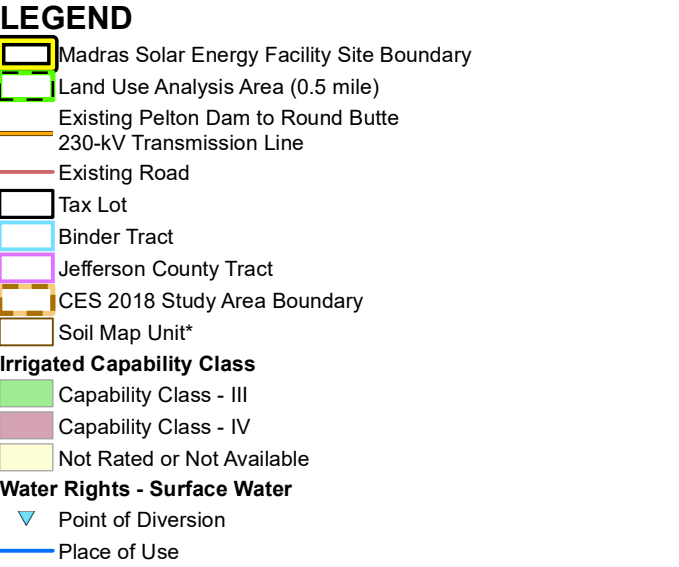 LEGEND
Madras Solar Energy Facility Site Boundary
Land Use Analysis Area (0.5 mile)
Existing Pelton Dam to Round Butte
230-kV Transmission Line
Existing Road
Tax Lot
Binder Tract
Jefferson County Tract
CES 2018 Study Area Boundary
Soil Map Unit*
Irrigated Capability Class
Capability Class - III
Capability Class - IV
Not Rated or Not Available
Water Rights - Surface Water
Point of Diversion
Place of Use